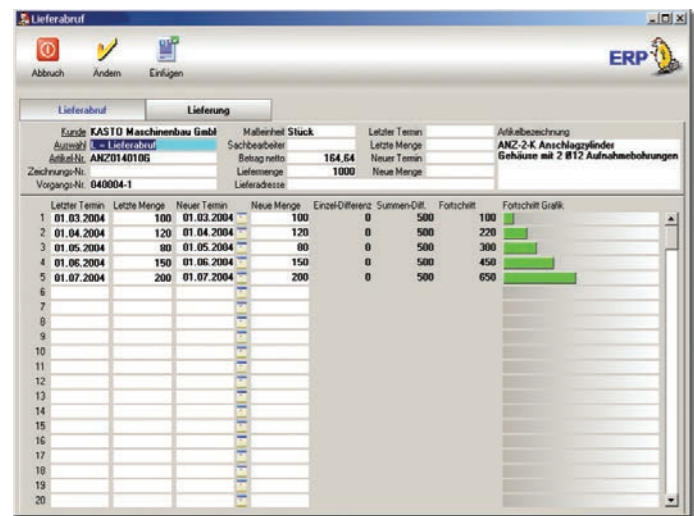 Lieferabruf
Abbruch Ändern Einfügen
ERP
Lieferabruf Lieferung
Kunde KASTO Maschinenbau GmbH Maßeinheit Stück Letzter Termin Artikelbezeichnung
Auswahl L = Lieferabruf Sachbearbeiter Letzte Menge ANZ-2-K Anschlagzylinder
Artikel-Nr. ANZ014010G Betrag netto 164,64 Neuer Termin Gehäuse mit 2 Ø12 Aufnahmebohrungen
Zeichnungs-Nr. Liefermenge 1000 Neue Menge
Vorgangs-Nr. 040004-1 Lieferadresse
Letzter Termin Letzte Menge Neuer Termin Neue Menge Einzel-Differenz Summen-Diff. Fortschritt Fortschritt Grafik
1 01.03.2004 100 01.03.2004 100 0 500 100
2 01.04.2004 120 01.04.2004 120 0 500 220
3 01.05.2004 80 01.05.2004 80 0 500 300
4 01.06.2004 150 01.06.2004 150 0 500 450
5 01.07.2004 200 01.07.2004 200 0 500 650
6
7
8
9
10
11
12
13
14
15
16
17
18
19
20